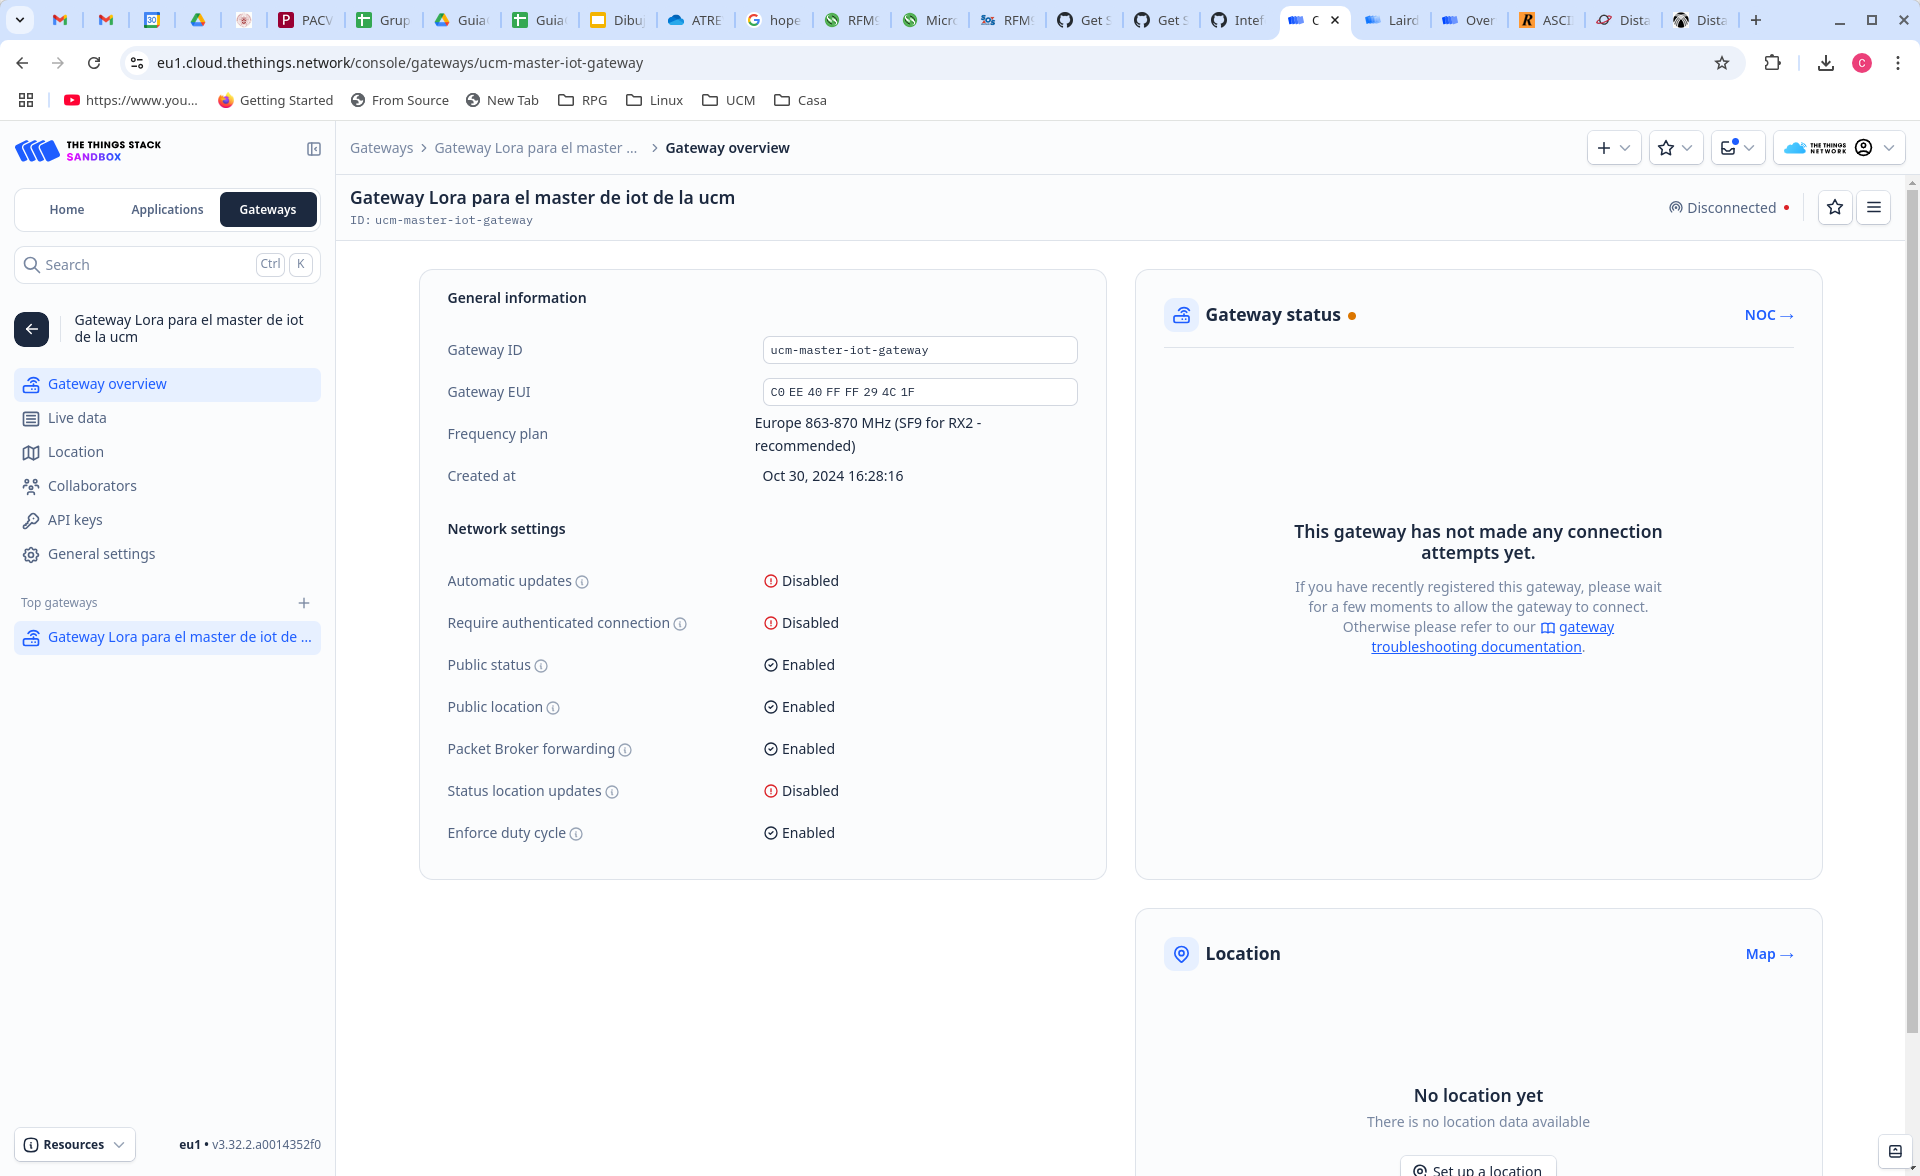 PACV
Grup
Guia
Guia
Dibuj
ATRE
hope
RFM9
Micro
RFM9
Get S
Get S
Intef
C
Laird
Over
ASCII
Dista
Dista
eu1.cloud.thethings.network/console/gateways/ucm-master-iot-gateway
C
https://www.you...
Getting Started
From Source
New Tab
RPG
Linux
UCM
Casa
THE THINGS STACK
SANDBOX
Gateways
Gateway Lora para el master ...
Gateway overview
THE THINGS
NETWORK
Home
Applications
Gateways
Search
Ctrl
K
Gateway Lora para el master de iot
de la ucm
Gateway overview
Live data
Location
Collaborators
API keys
General settings
Top gateways
Gateway Lora para el master de iot de ...
Resources
eu1 • v3.32.2.a0014352f0
Gateway Lora para el master de iot de la ucm
ID: ucm-master-iot-gateway
Disconnected
General information
Gateway ID
ucm-master-iot-gateway
Gateway EUI
C0 EE 40 FF FF 29 4C 1F
Frequency plan
Europe 863-870 MHz (SF9 for RX2 -
recommended)
Created at
Oct 30, 2024 16:28:16
Network settings
Automatic updates
Disabled
Require authenticated connection
Disabled
Public status
Enabled
Public location
Enabled
Packet Broker forwarding
Enabled
Status location updates
Disabled
Enforce duty cycle
Enabled
Gateway status
NOC →
This gateway has not made any connection
attempts yet.
If you have recently registered this gateway, please wait
for a few moments to allow the gateway to connect.
Otherwise please refer to our gateway
troubleshooting documentation.
Location
Map →
No location yet
There is no location data available
Set up a location